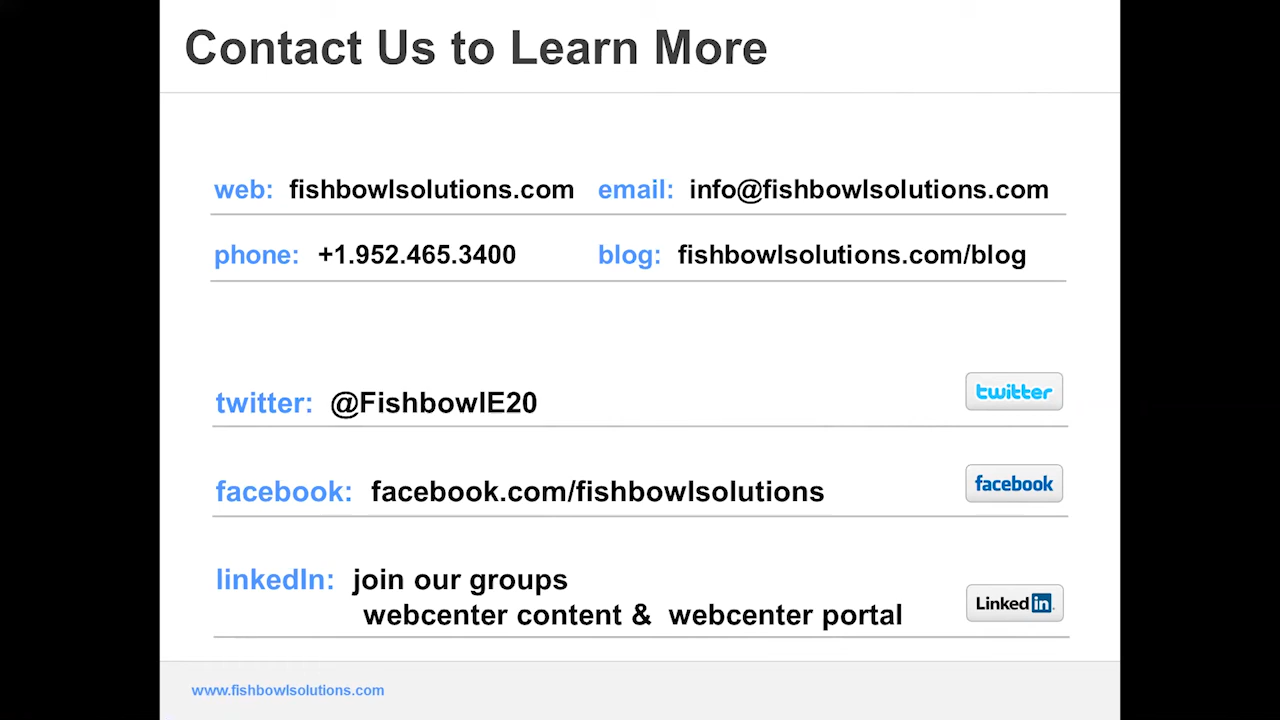 Contact Us to Learn More
web: fishbowlsolutions.com email: info@fishbowlsolutions.com
phone: +1.952.465.3400 blog: fishbowlsolutions.com/blog
twitter: @FishbowlE20 twitter
facebook: facebook.com/fishbowlsolutions facebook
linkedIn: join our groups
webcenter content & webcenter portal Linked in
www.fishbowlsolutions.com